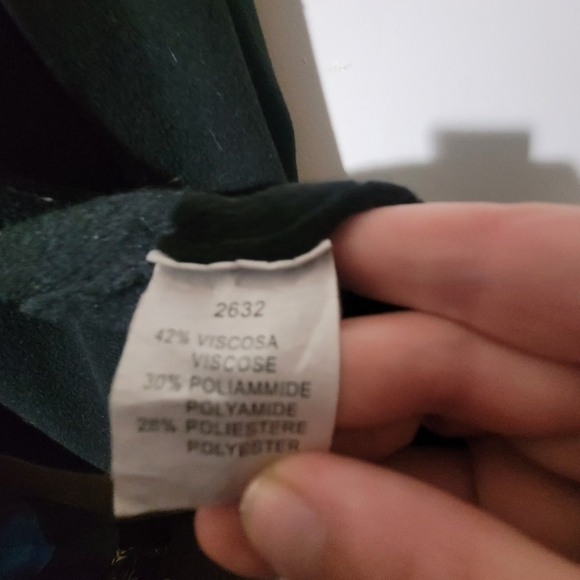 2632
42% VISCOSA
VISCOSE
30% POLIAMMIDE
POLYAMIDE
28% POLIESTERE
POLYESTER